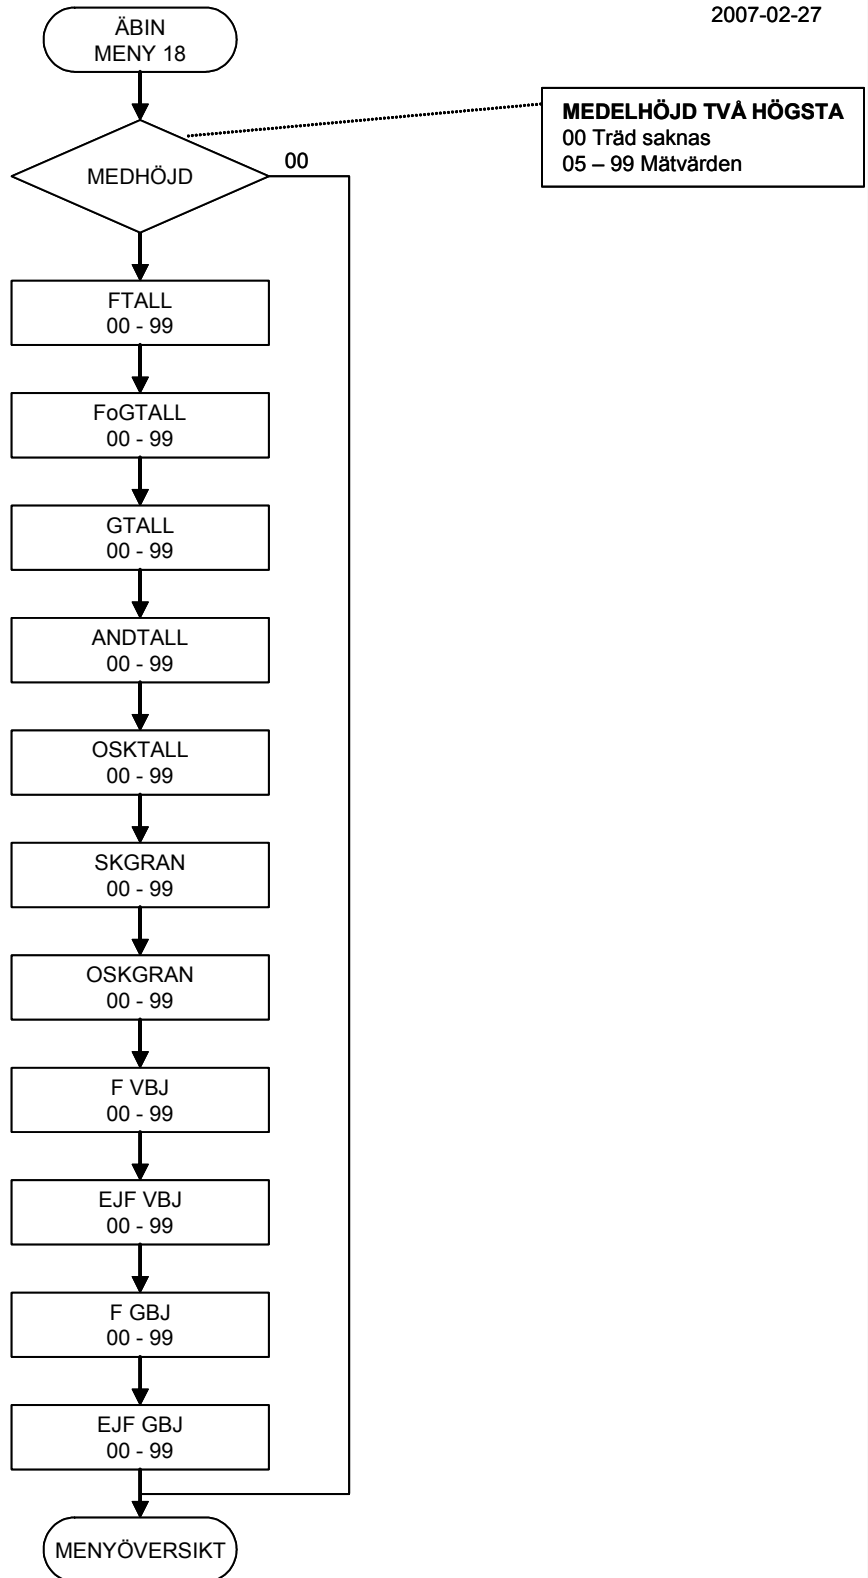 2007-02-27
ÄBIN
MENY 18
MEDELHÖJD TVÅ HÖGSTA
00 Träd saknas
05 – 99 Mätvärden
MEDHÖJD
00
FTALL
00 - 99
FoGTALL
00 - 99
GTALL
00 - 99
ANDTALL
00 - 99
OSKTALL
00 - 99
SKGRAN
00 - 99
OSKGRAN
00 - 99
F VBJ
00 - 99
EJF VBJ
00 - 99
F GBJ
00 - 99
EJF GBJ
00 - 99
MENYÖVERSIKT